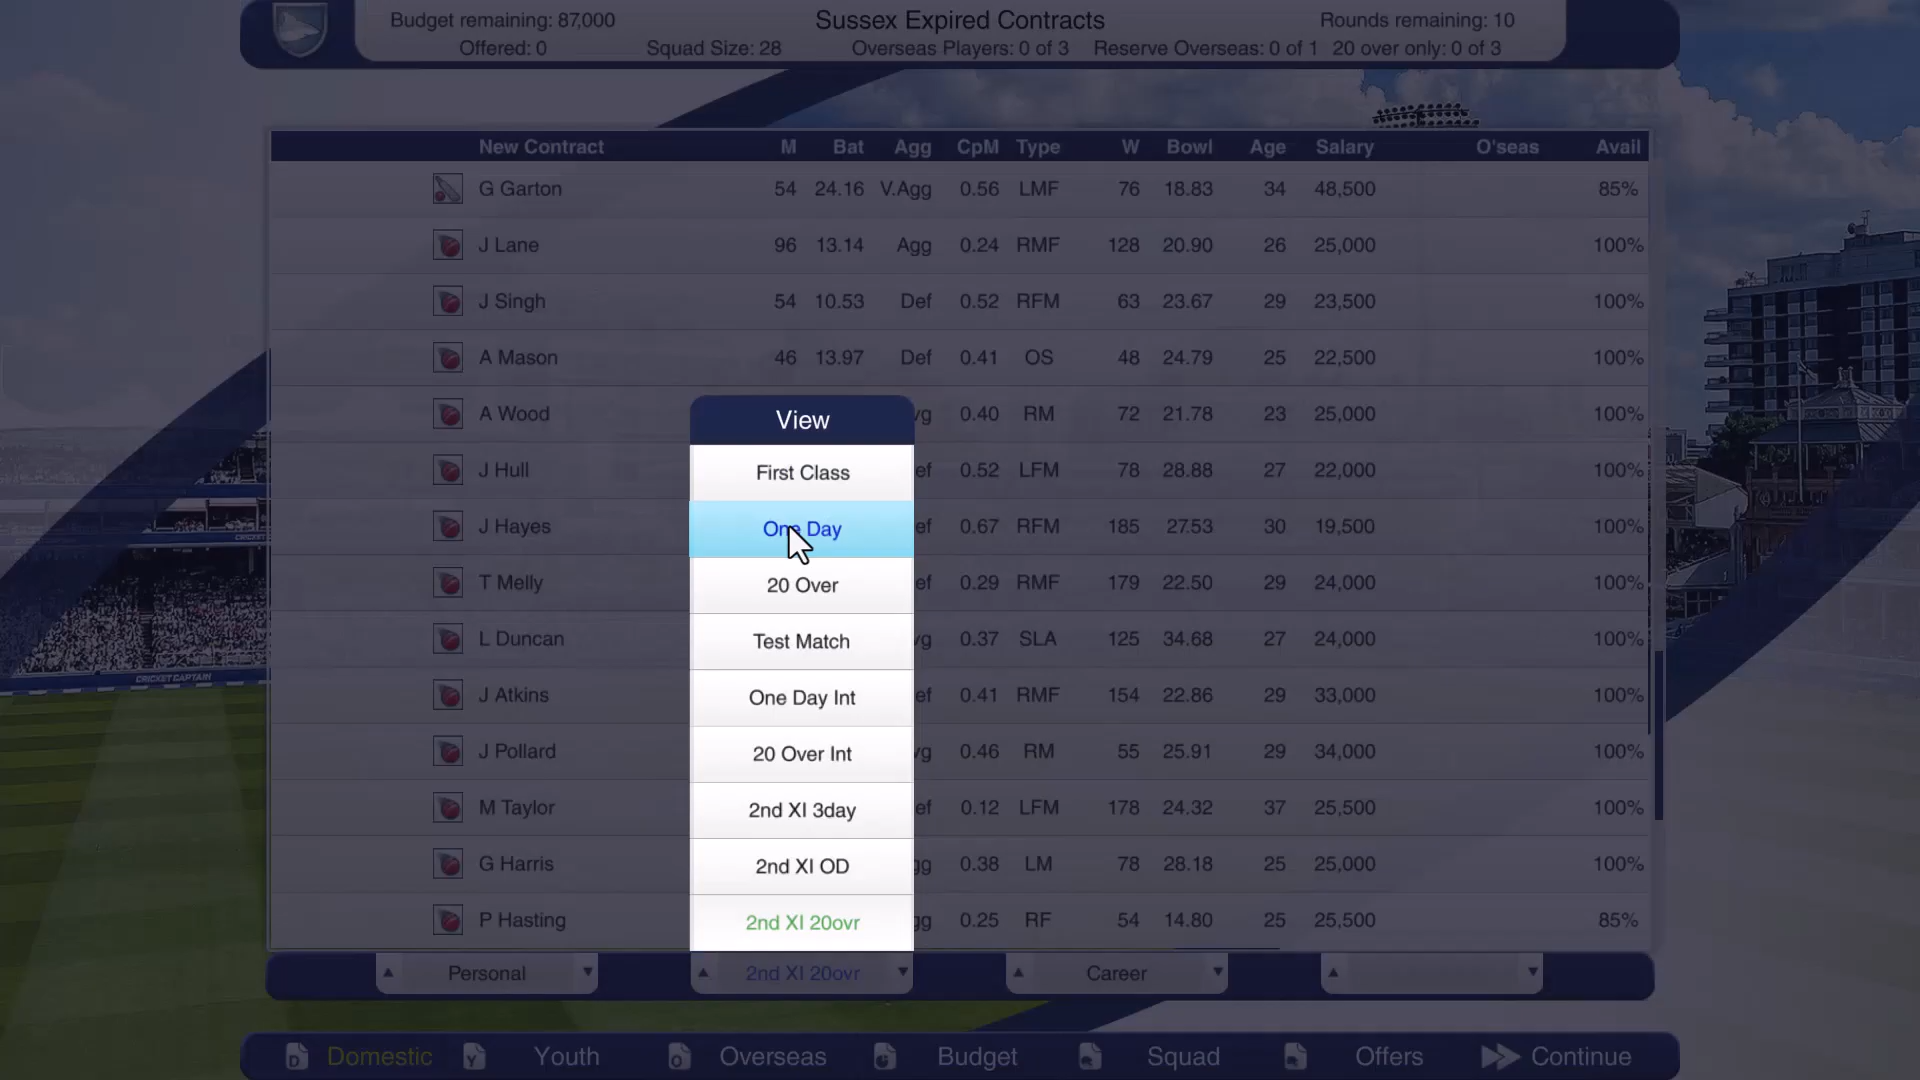 Budget remaining: 87,000 Sussex Expired Contracts Rounds remaining: 10
Offered: 0 Squad Size: 28 Overseas Players: 0 of 3 Reserve Overseas: 0 of 1 20 over only: 0 of 3
New Contract M Bat Agg CpM Type W Bowl Age Salary O'seas Avail
G Garton 54 24.16 V.Agg 0.56 LMF 76 18.83 34 48,500 85%
J Lane 96 13.14 Agg 0.24 RMF 128 20.90 26 25,000 100%
J Singh 54 10.53 Def 0.52 RFM 63 23.67 29 23,500 100%
A Mason 46 13.97 Def 0.41 OS 48 24.79 25 22,500 100%
A Wood vg 0.40 RM 72 21.78 23 25,000 100%
J Hull ef 0.52 LFM 78 28.88 27 22,000 100%
J Hayes ef 0.67 RFM 185 27.53 30 19,500 100%
T Melly ef 0.29 RMF 179 22.50 29 24,000 100%
L Duncan vg 0.37 SLA 125 34.68 27 24,000 100%
J Atkins ef 0.41 RMF 154 22.86 29 33,000 100%
J Pollard vg 0.46 RM 55 25.91 29 34,000 100%
M Taylor ef 0.12 LFM 178 24.32 37 25,500 100%
G Harris gg 0.38 LM 78 28.18 25 25,000 100%
P Hasting gg 0.25 RF 54 14.80 25 25,500 85%
View
First Class
One Day
20 Over
Test Match
One Day Int
20 Over Int
2nd XI 3day
2nd XI OD
2nd XI 20ovr
Personal 2nd XI 20ovr Career
D Domestic Y Youth O Overseas Budget Squad Offers Continue
CRICKET CAPTAIN